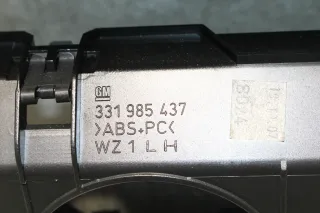 GM
331 985 437
>ABS+PC<
WZ 1 L H